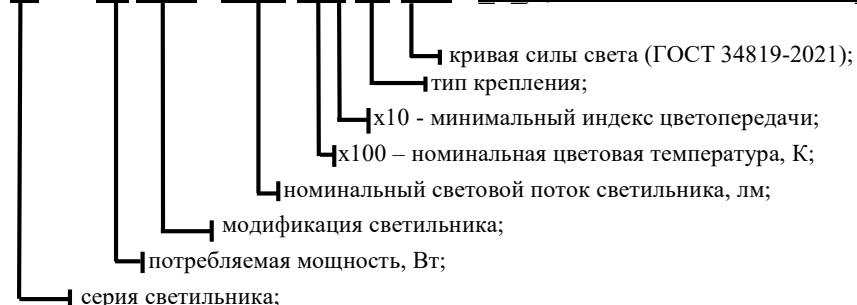 кривая силы света (ГОСТ 34819-2021);
тип крепления;
х10 - минимальный индекс цветопередачи;
х100 – номинальная цветовая температура, К;
номинальный световой поток светильника, лм;
модификация светильника;
потребляемая мощность, Вт;
серия светильника;